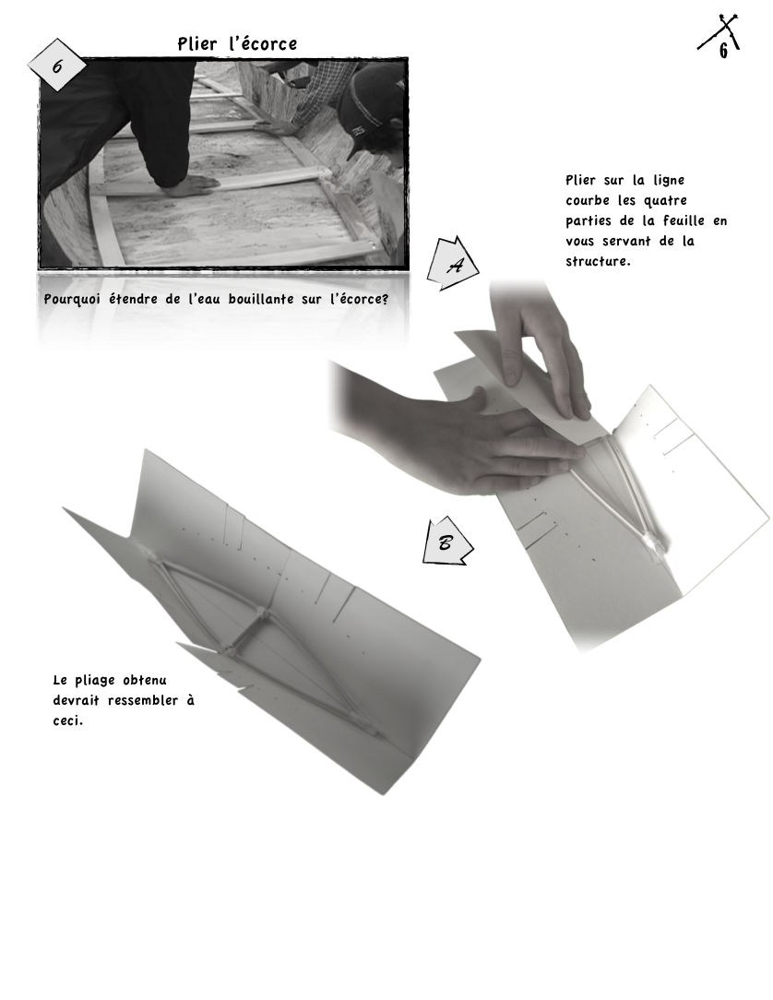 Plier l'écorce
6
6
Plier sur la ligne
courbe les quatre
parties de la feuille en
vous servant de la
structure.
A
Pourquoi étendre de l'eau bouillante sur l'écorce?
B
Le pliage obtenu
devrait ressembler à
ceci.